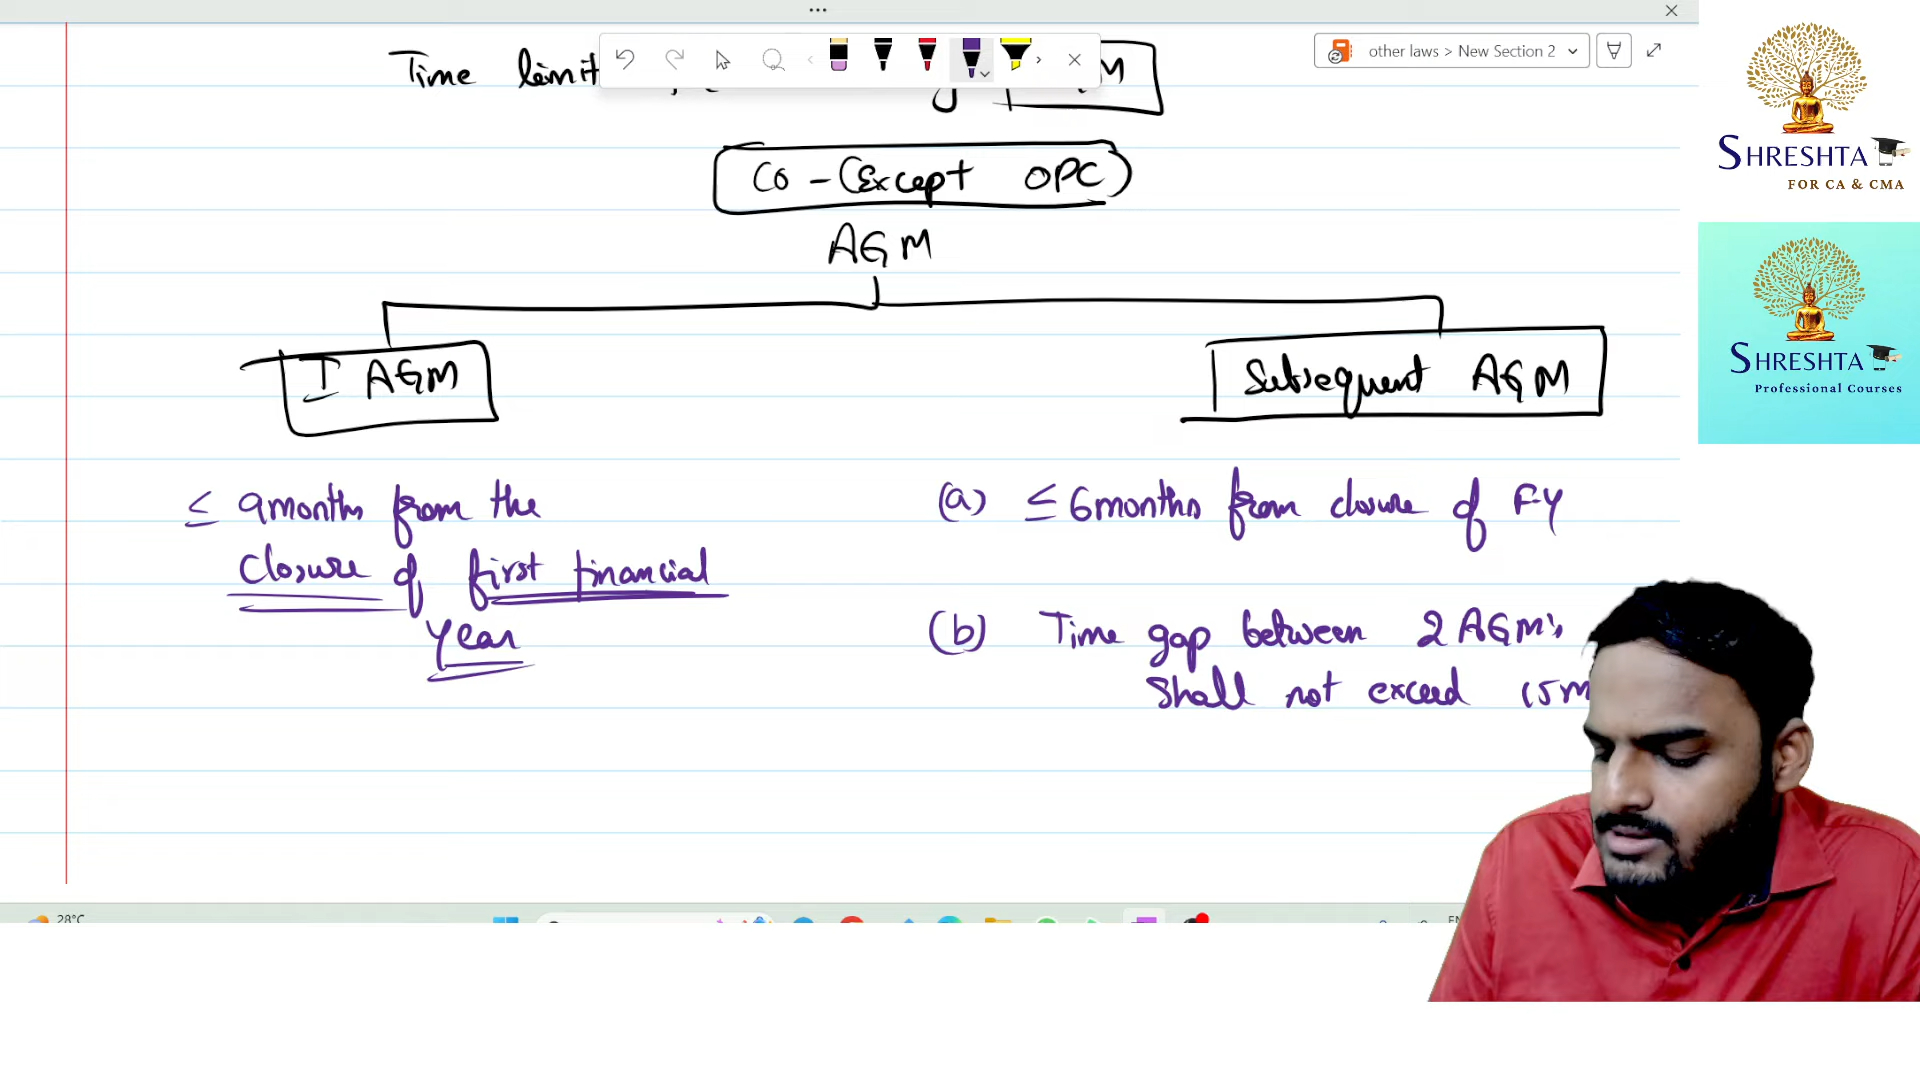 ...
other laws > New Section 2
Time limit
M
Co - (Except OPC)
AGM
I AGM
Subsequent AGM
≤ 9months from the
closure of first financial
year
(a) ≤ 6months from closure of FY
(b) Time gap between 2 AGM's
shall not exceed 15m
SHRESHTA
FOR CA & CMA
SHRESHTA
Professional Courses
28°C